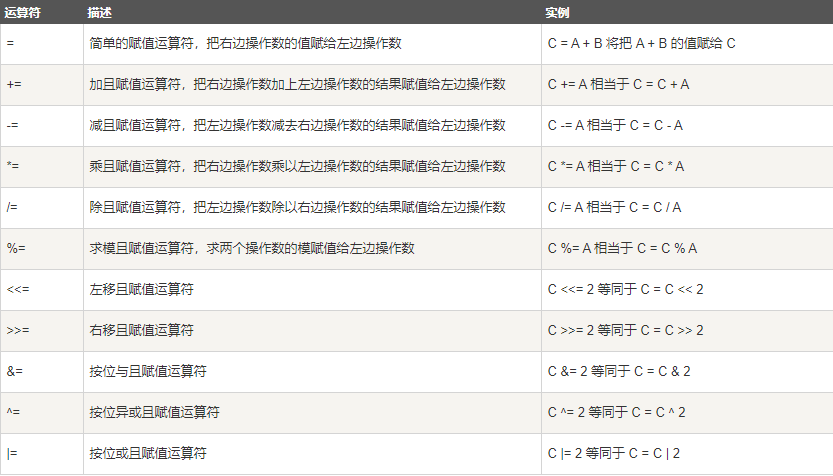 运算符 描述 实例
= 简单的赋值运算符，把右边操作数的值赋给左边操作数 C = A + B 将把 A + B 的值赋给 C
+= 加且赋值运算符，把右边操作数加上左边操作数的结果赋值给左边操作数 C += A 相当于 C = C + A
-= 减且赋值运算符，把左边操作数减去右边操作数的结果赋值给左边操作数 C -= A 相当于 C = C - A
*= 乘且赋值运算符，把右边操作数乘以左边操作数的结果赋值给左边操作数 C *= A 相当于 C = C * A
/= 除且赋值运算符，把左边操作数除以右边操作数的结果赋值给左边操作数 C /= A 相当于 C = C / A
%= 求模且赋值运算符，求两个操作数的模赋值给左边操作数 C %= A 相当于 C = C % A
<<= 左移且赋值运算符 C <<= 2 等同于 C = C << 2
>>= 右移且赋值运算符 C >>= 2 等同于 C = C >> 2
&= 按位与且赋值运算符 C &= 2 等同于 C = C & 2
^= 按位异或且赋值运算符 C ^= 2 等同于 C = C ^ 2
|= 按位或且赋值运算符 C |= 2 等同于 C = C | 2